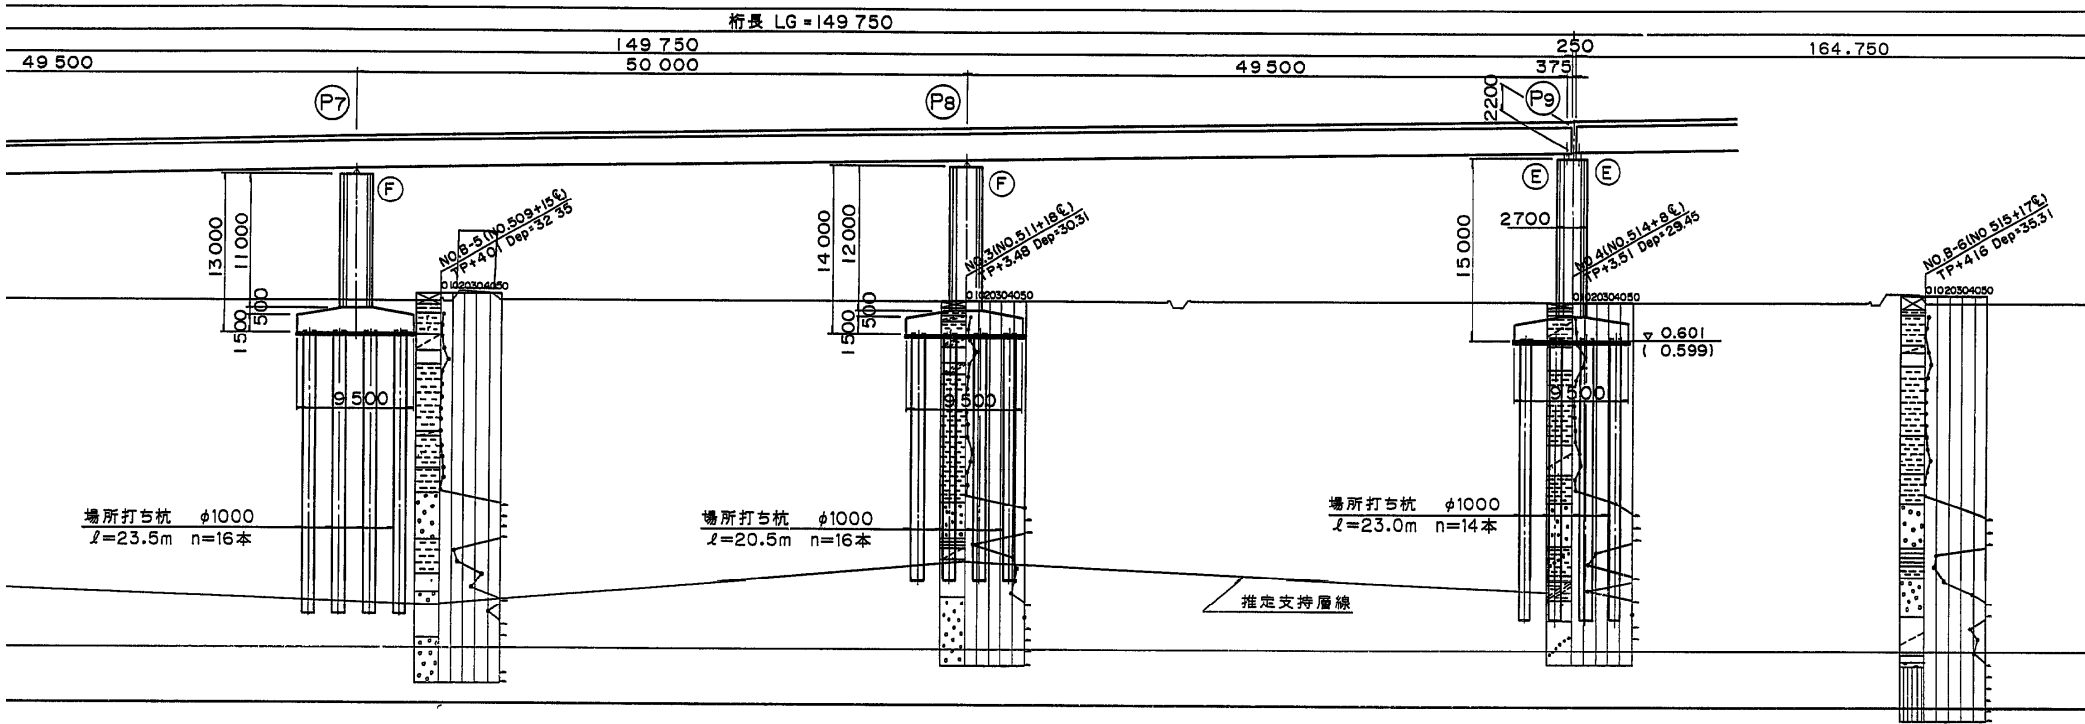 桁長 LG=149 750
149 750
250
164.750
49 500
50 000
49 500
375
P7
P8
P9
2200
F
F
E
E
13000
11000
500
1500
14 000
12 000
500
1500
15 000
2700
NO.B-5(NO.509+15℄)
TP+4.01 Dep=32.35
NO.3(NO.511+18℄)
TP+3.48 Dep=30.31
NO.4(NO.514+8℄)
TP+3.51 Dep=29.45
NO.B-6(NO 515+17℄)
TP+4.16 Dep=35.31
01020304050
01020304050
01020304050
01020304050
▽ 0.601
( 0.599)
9 500
9 500
9 500
場所打ち杭 φ1000
ℓ=23.5m n=16本
場所打ち杭 φ1000
ℓ=20.5m n=16本
場所打ち杭 φ1000
ℓ=23.0m n=14本
推定支持層線